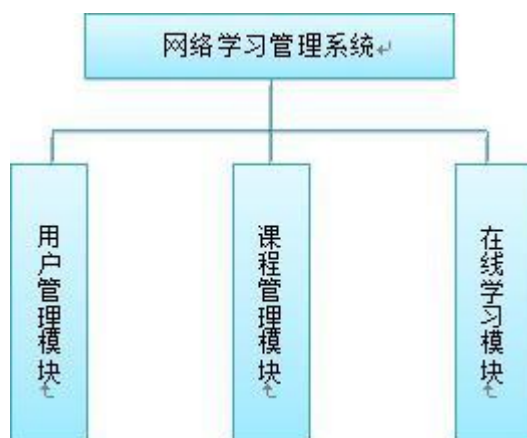 网络学习管理系统
用户管理模块
课程管理模块
在线学习模块